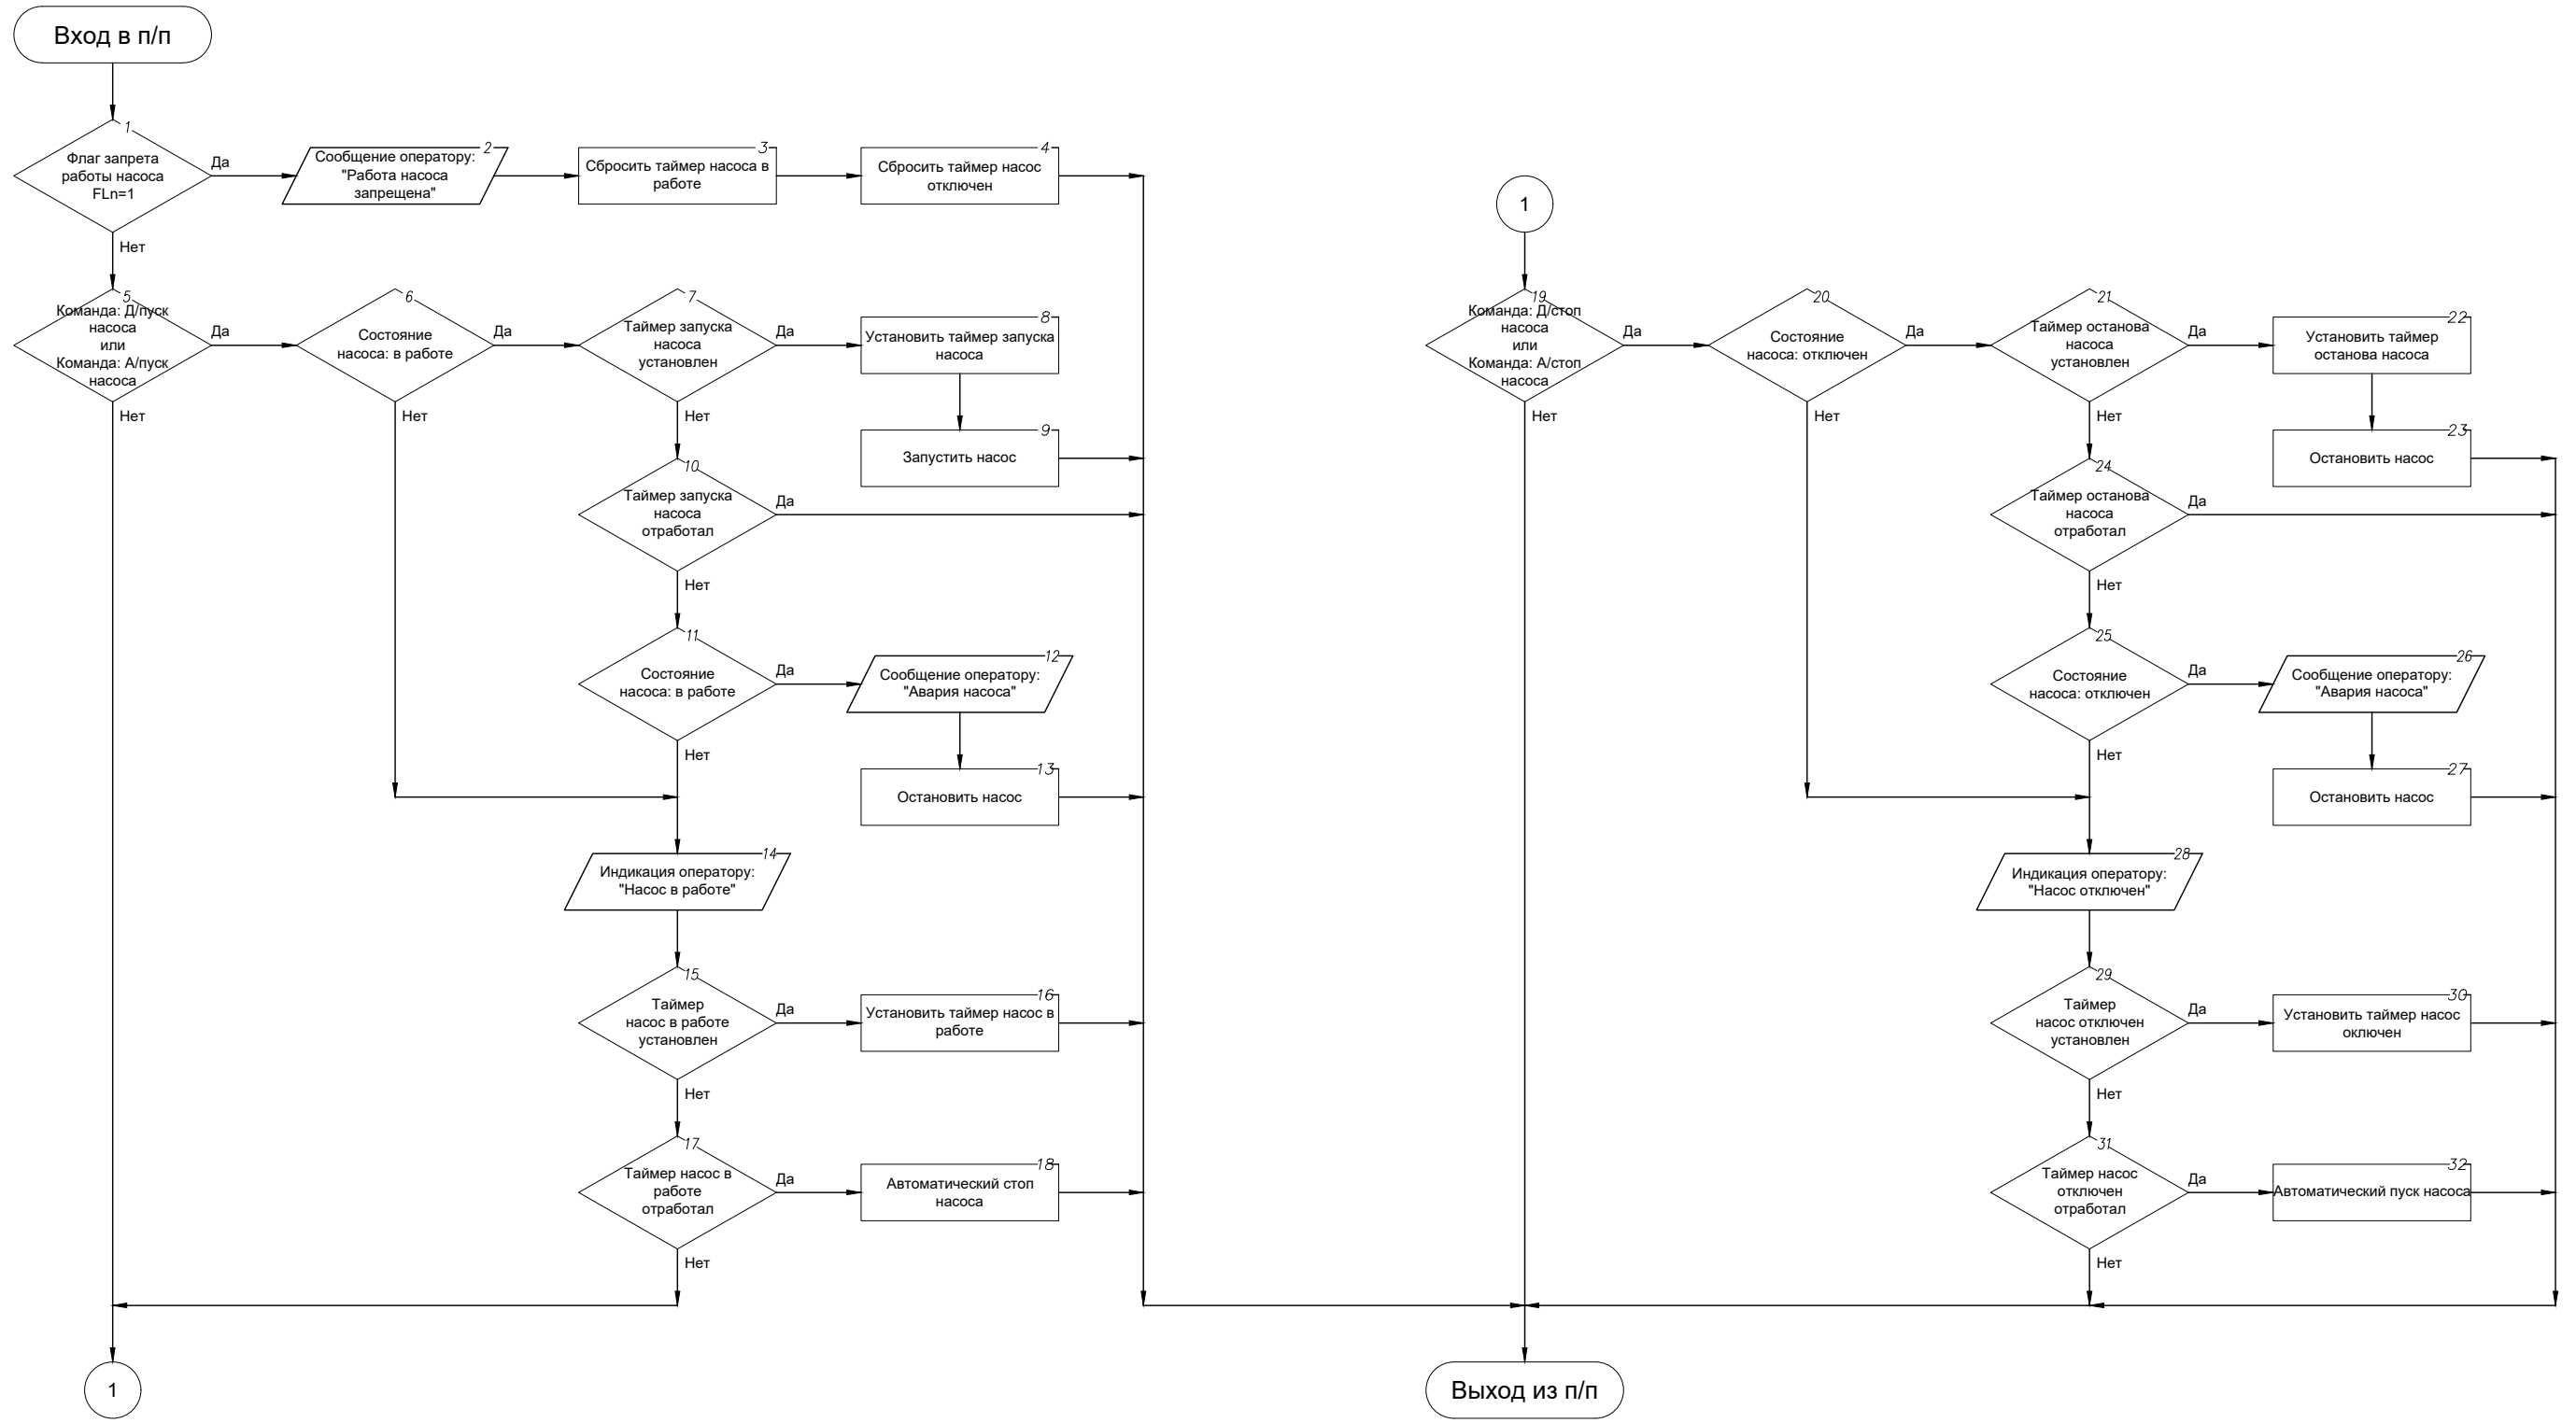 Вход в п/п
1
Флаг запрета
работы насоса
FLn=1
Да
Нет
2
Сообщение оператору:
"Работа насоса
запрещена"
3
Сбросить таймер насоса в
работе
4
Сбросить таймер насос
отключен
5
Команда: Д/пуск
насоса
или
Команда: А/пуск
насоса
Да
Нет
6
Состояние
насоса: в работе
Да
Нет
7
Таймер запуска
насоса
установлен
Да
Нет
8
Установить таймер запуска
насоса
9
Запустить насос
10
Таймер запуска
насоса
отработал
Да
Нет
11
Состояние
насоса: в работе
Да
Нет
12
Сообщение оператору:
"Авария насоса"
13
Остановить насос
14
Индикация оператору:
"Насос в работе"
15
Таймер
насос в работе
установлен
Да
Нет
16
Установить таймер насос в
работе
17
Таймер насос в
работе
отработал
Да
Нет
18
Автоматический стоп
насоса
1
1
19
Команда: Д/стоп
насоса
или
Команда: А/стоп
насоса
Да
Нет
20
Состояние
насоса: отключен
Да
Нет
21
Таймер останова
насоса
установлен
Да
Нет
22
Установить таймер
останова насоса
23
Остановить насос
24
Таймер останова
насоса
отработал
Да
Нет
25
Состояние
насоса: отключен
Да
Нет
26
Сообщение оператору:
"Авария насоса"
27
Остановить насос
28
Индикация оператору:
"Насос отключен"
29
Таймер
насос отключен
установлен
Да
Нет
30
Установить таймер насос
оключен
31
Таймер насос
отключен
отработал
Да
Нет
32
Автоматический пуск насоса
Выход из п/п